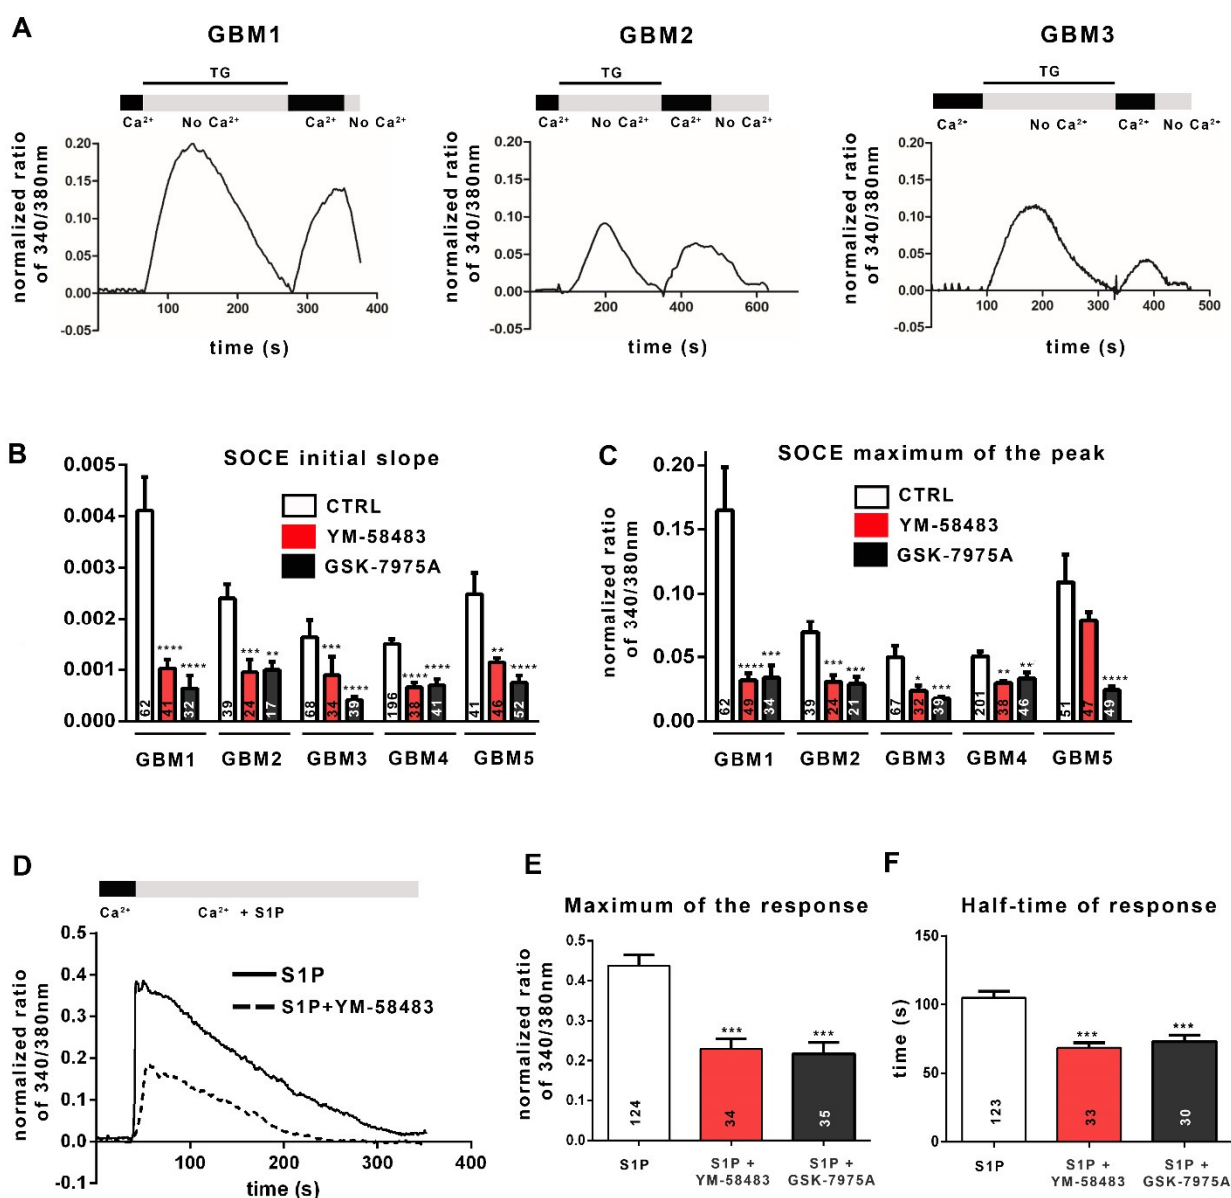 A
GBM1
GBM2
GBM3
TG
TG
TG
Ca²⁺ No Ca²⁺ Ca²⁺ No Ca²⁺
Ca²⁺ No Ca²⁺ Ca²⁺ No Ca²⁺
Ca²⁺ No Ca²⁺ Ca²⁺ No Ca²⁺
normalized ratio
of 340/380nm
0.20
0.15
0.10
0.05
0.00
-0.05
100 200 300 400
time (s)
normalized ratio
of 340/380nm
0.20
0.15
0.10
0.05
0.00
-0.05
200 400 600
time (s)
normalized ratio
of 340/380nm
0.20
0.15
0.10
0.05
0.00
-0.05
100 200 300 400 500
time (s)
B
SOCE initial slope
0.005
0.004
0.003
0.002
0.001
0.000
CTRL
YM-58483
GSK-7975A
**** **** *** ** *** **** **** **** ** ****
62 41 32 39 24 17 68 34 39 196 38 41 41 46 52
GBM1 GBM2 GBM3 GBM4 GBM5
C
SOCE maximum of the peak
normalized ratio
of 340/380nm
0.20
0.15
0.10
0.05
0.00
CTRL
YM-58483
GSK-7975A
**** *** *** *** * *** ** ** ****
62 49 34 39 24 21 67 32 39 201 38 46 51 47 49
GBM1 GBM2 GBM3 GBM4 GBM5
D
Ca²⁺ Ca²⁺ + S1P
normalized ratio
of 340/380nm
0.5
0.4
0.3
0.2
0.1
0.0
-0.1
S1P
S1P+YM-58483
100 200 300 400
time (s)
E
Maximum of the response
normalized ratio
of 340/380nm
0.5
0.4
0.3
0.2
0.1
0.0
*** ***
124 34 35
S1P
S1P +
YM-58483
S1P +
GSK-7975A
F
Half-time of response
time (s)
150
100
50
0
*** ***
123 33 30
S1P
S1P +
YM-58483
S1P +
GSK-7975A